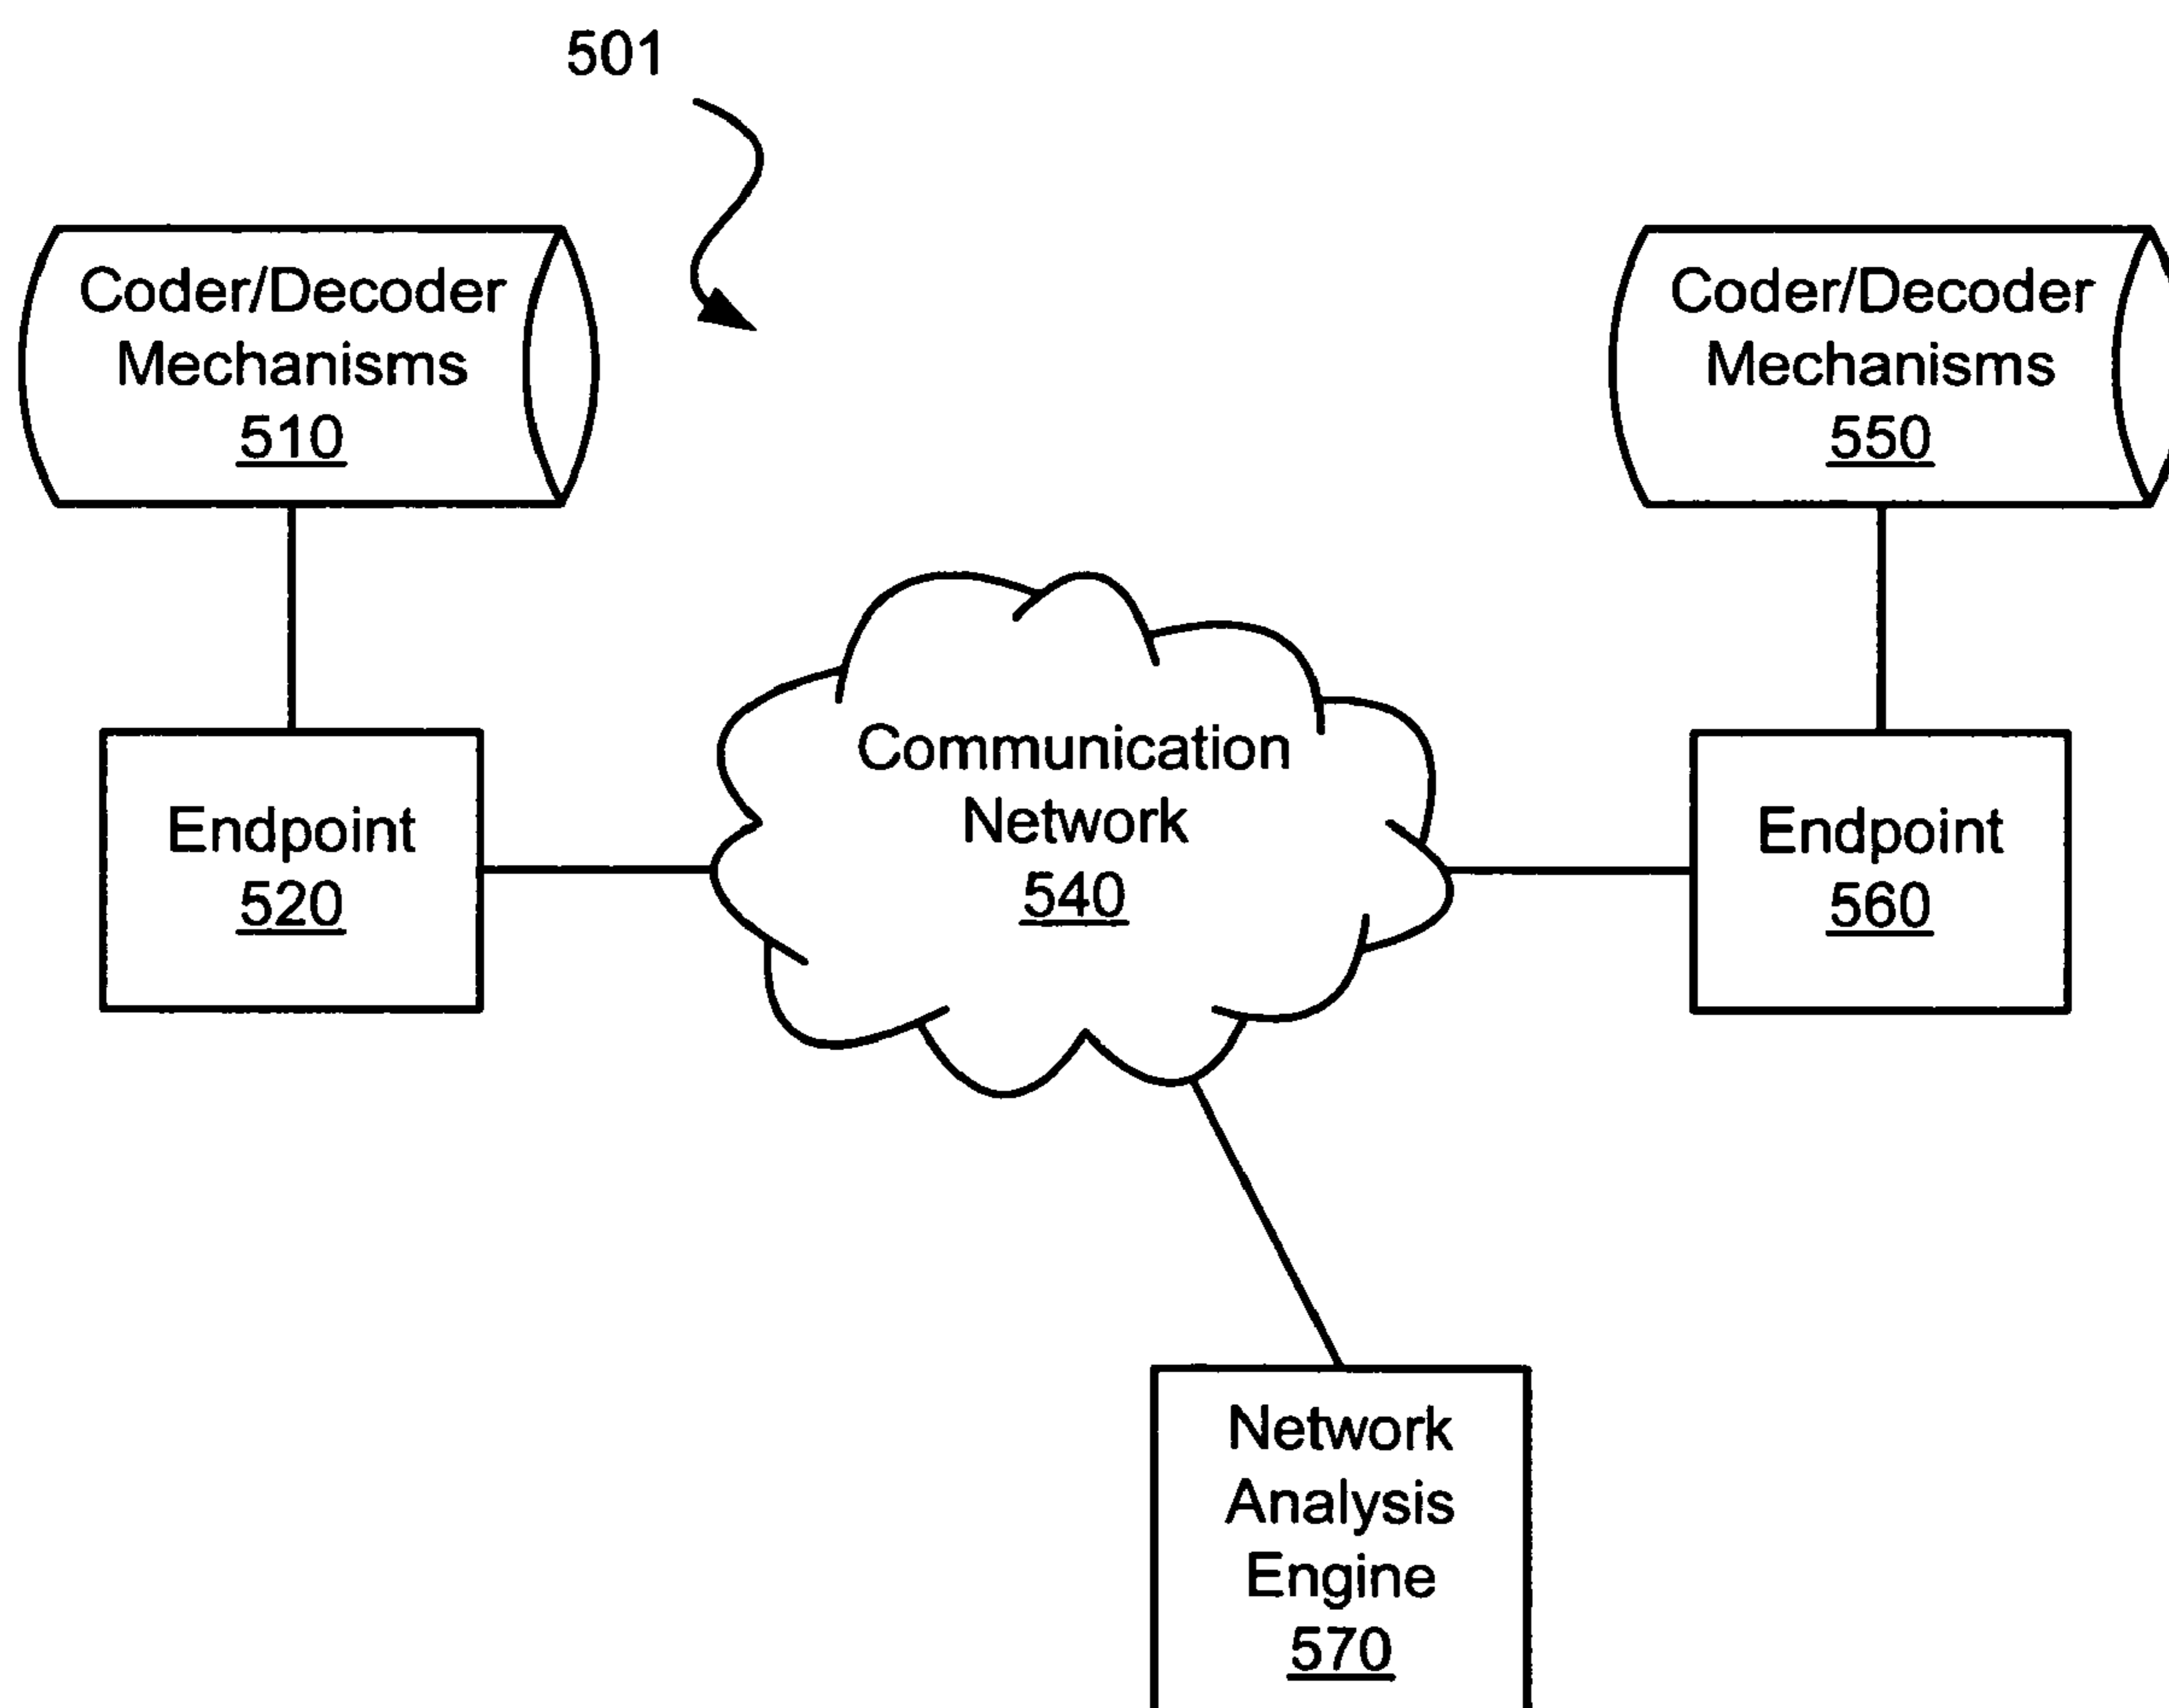 501
Coder/Decoder
Mechanisms
510
Coder/Decoder
Mechanisms
550
Endpoint
520
Communication
Network
540
Endpoint
560
Network
Analysis
Engine
570